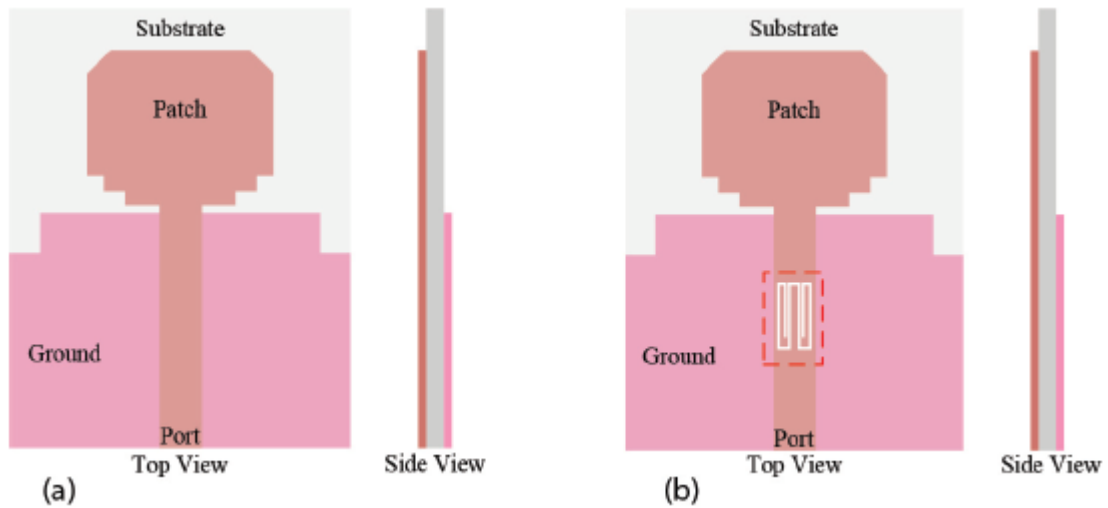 Substrate
Patch
Ground
Port
Top View
Side View
(a)
Substrate
Patch
Ground
Port
Top View
Side View
(b)